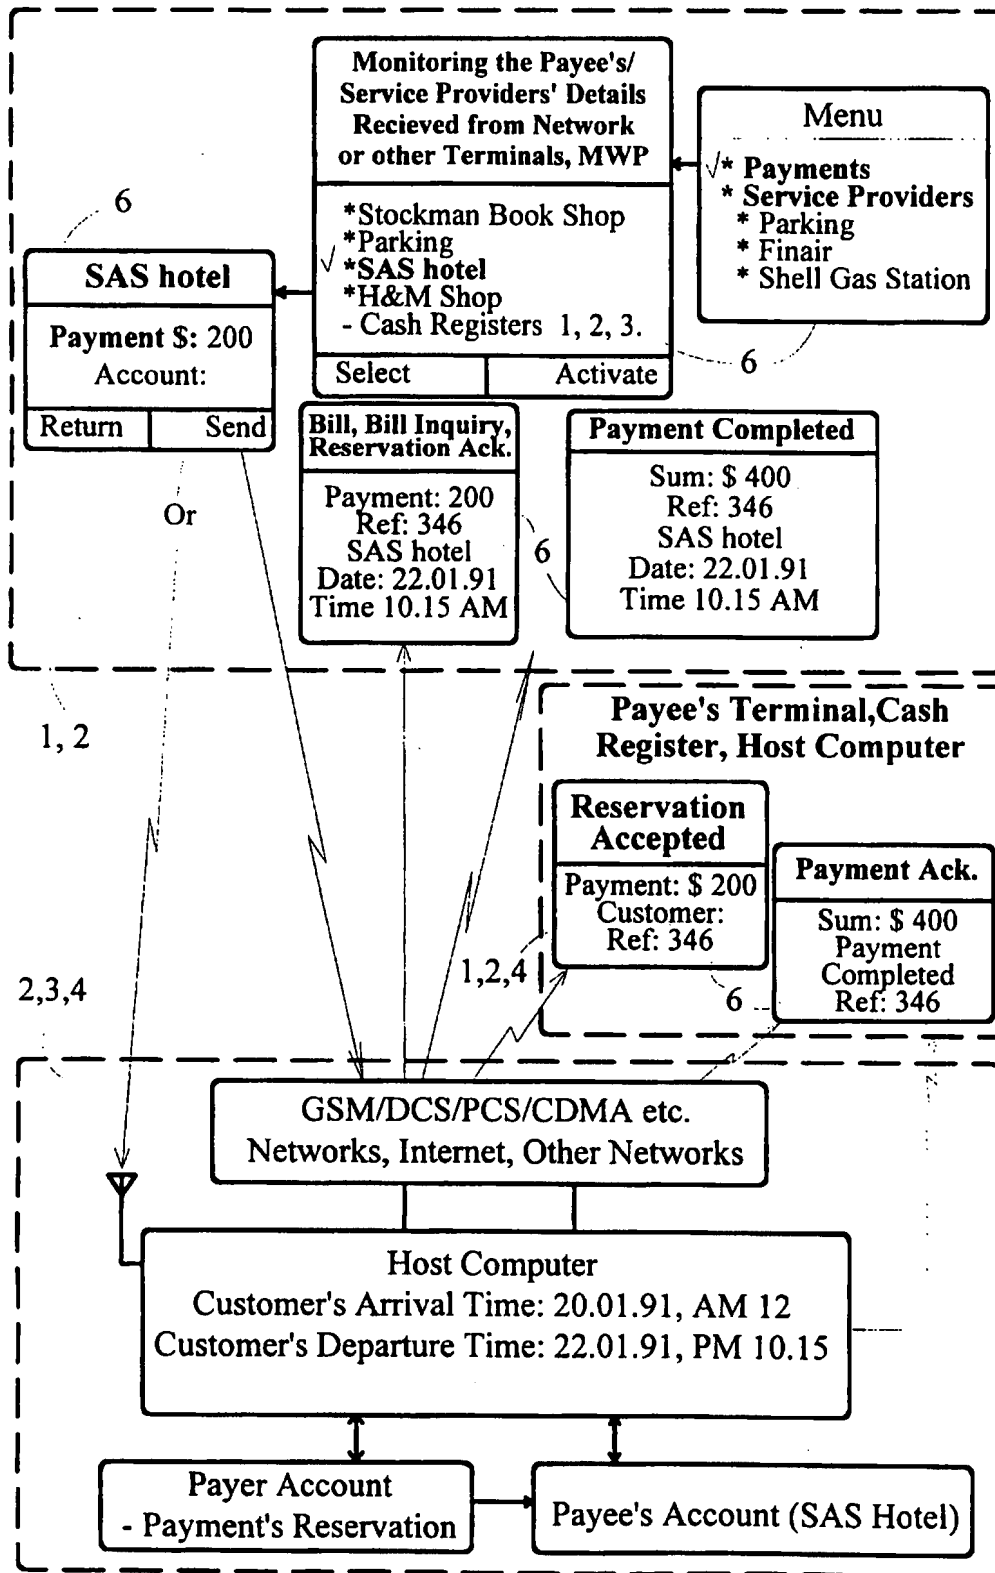 Monitoring the Payee's/
Service Providers' Details
Recieved from Network
or other Terminals, MWP
*Stockman Book Shop
*Parking
√ *SAS hotel
*H&M Shop
- Cash Registers 1, 2, 3.
Select Activate
Menu
√* Payments
* Service Providers
* Parking
* Finair
* Shell Gas Station
6
6
SAS hotel
Payment $: 200
Account:
Return Send
Or
Bill, Bill Inquiry,
Reservation Ack.
Payment: 200
Ref: 346
SAS hotel
Date: 22.01.91
Time 10.15 AM
6
Payment Completed
Sum: $ 400
Ref: 346
SAS hotel
Date: 22.01.91
Time 10.15 AM
1, 2
Payee's Terminal,Cash
Register, Host Computer
Reservation
Accepted
Payment: $ 200
Customer:
Ref: 346
Payment Ack.
Sum: $ 400
Payment
Completed
Ref: 346
1,2,4
6
2,3,4
GSM/DCS/PCS/CDMA etc.
Networks, Internet, Other Networks
Host Computer
Customer's Arrival Time: 20.01.91, AM 12
Customer's Departure Time: 22.01.91, PM 10.15
Payer Account
- Payment's Reservation
Payee's Account (SAS Hotel)